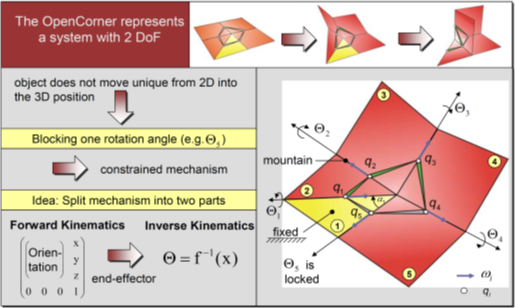 The OpenCorner represents
a system with 2 DoF
object does not move unique from 2D into
the 3D position
Blocking one rotation angle (e.g. Θ5)
constrained mechanism
Idea: Split mechanism into two parts
Forward Kinematics
Inverse Kinematics
Orien-
tation
x
y
z
0 0 0 1
end-effector
Θ = f⁻¹(x)
3
Θ3
Θ2
mountain
q2
q3
4
2
q1
α
q4
Θ1
q5
fixed
1
Θ4
Θ5 is
locked
5
ωi
qi